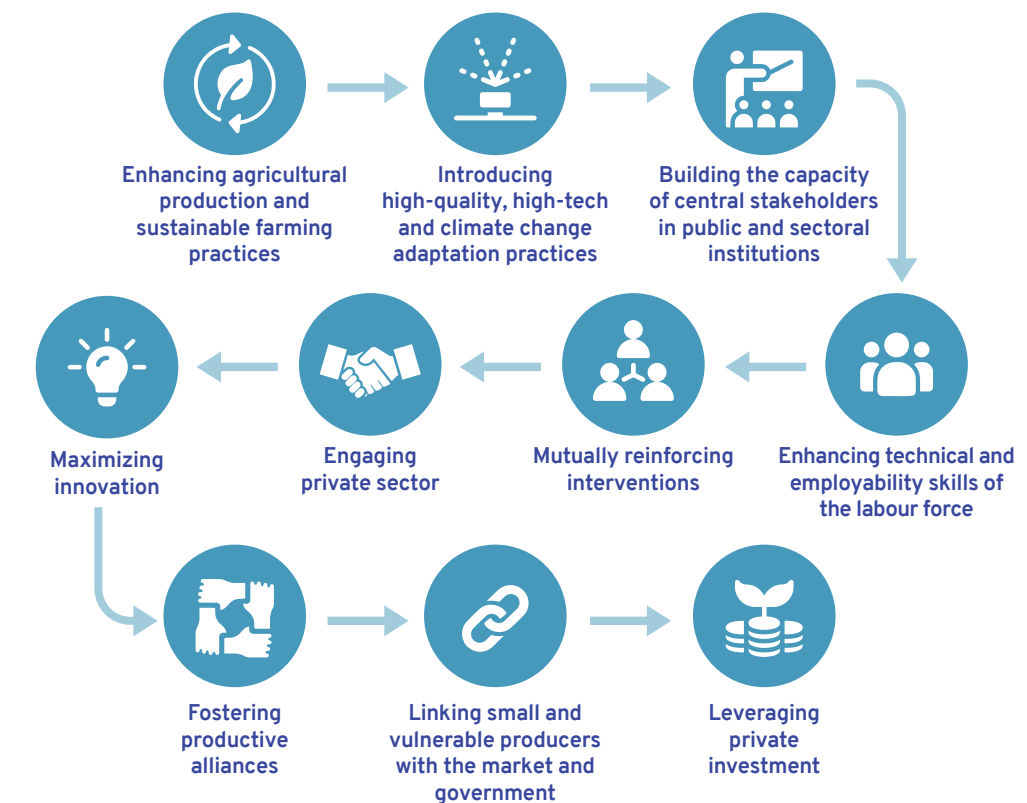 Enhancing agricultural
production and
sustainable farming
practices
Introducing
high-quality, high-tech
and climate change
adaptation practices
Building the capacity
of central stakeholders
in public and sectoral
institutions
Enhancing technical and
employability skills of
the labour force
Mutually reinforcing
interventions
Engaging
private sector
Maximizing
innovation
Fostering
productive
alliances
Linking small and
vulnerable producers
with the market and
government
Leveraging
private
investment